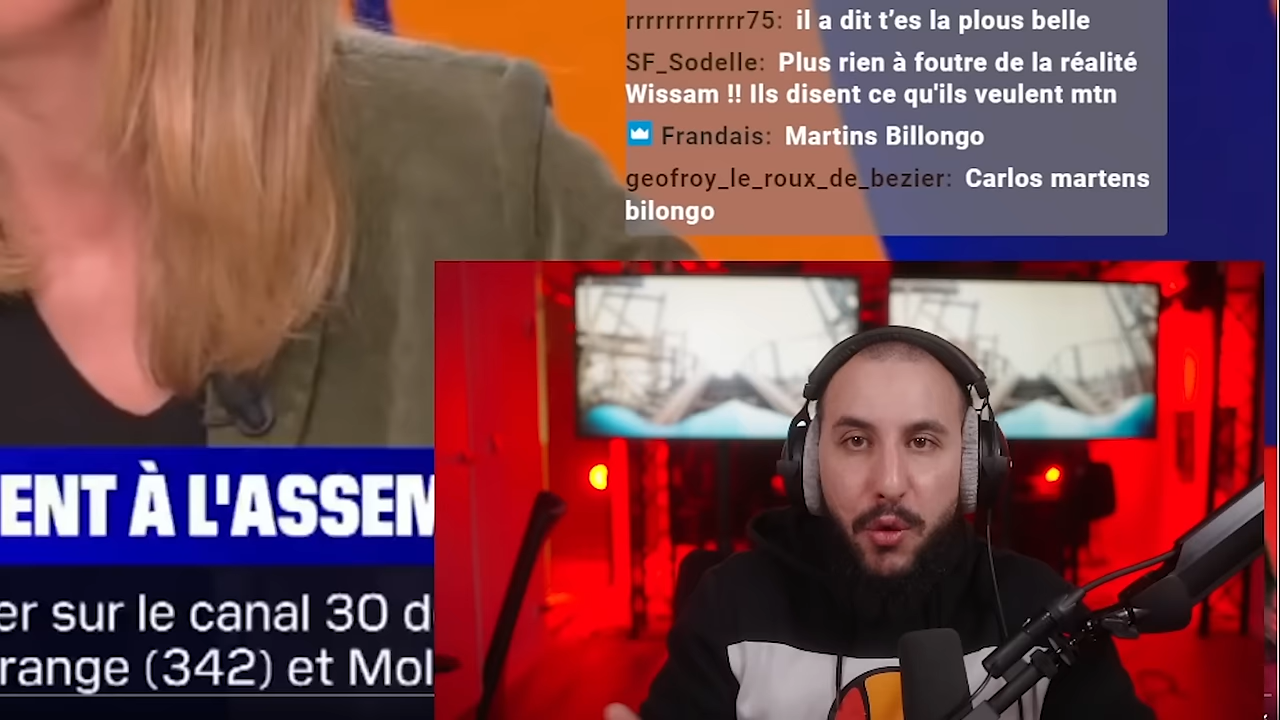 rrrrrrrrrrrr75: il a dit t’es la plous belle
SF_Sodelle: Plus rien à foutre de la réalité
Wissam !! Ils disent ce qu'ils veulent mtn
Frandais: Martins Billongo
geofroy_le_roux_de_bezier: Carlos martens
bilongo
ENT À L'ASSEM
er sur le canal 30 d
range (342) et Mol